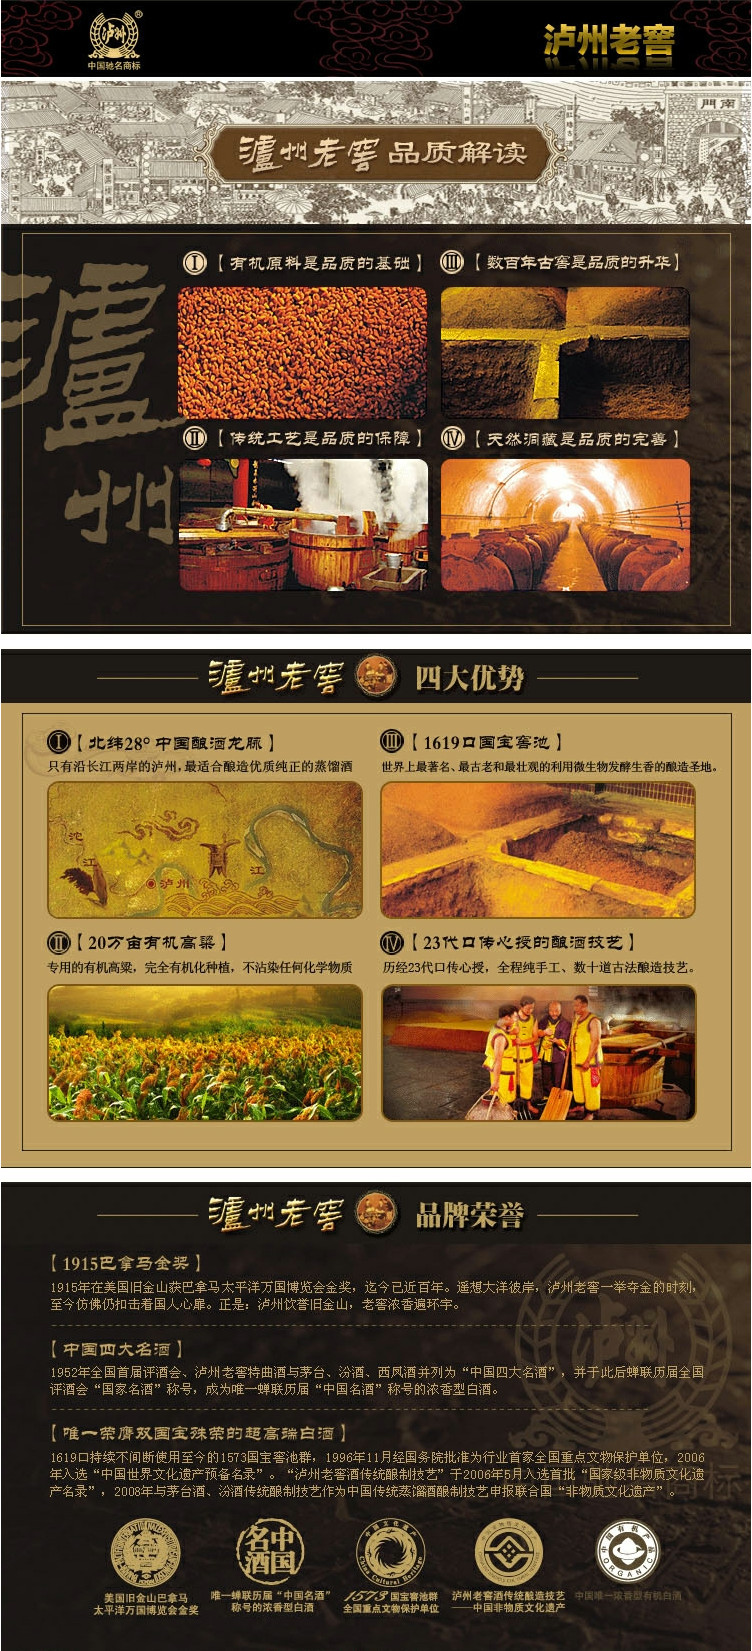 泸州
中国驰名商标
泸州老窖
南門
瀘州老窖 品质解读
瀘州
I【有机原料是品质的基础】
III【数百年古窖是品质的升华】
II【传统工艺是品质的保障】
IV【天然洞藏是品质的完善】
瀘州老窖 四大优势
I【北纬28° 中国酿酒龙脉】
只有沿长江两岸的泸州，最适合酿造优质纯正的蒸馏酒
沱江
泸州
江
III【1619口国宝窖池】
世界上最著名、最古老和最壮观的利用微生物发酵生香的酿造圣地。
II【20万亩有机高粱】
专用的有机高粱，完全有机化种植，不沾染任何化学物质
IV【23代口传心授的酿酒技艺】
历经23代口传心授，全程纯手工、数十道古法酿造技艺。
瀘州老窖 品牌荣誉
【1915巴拿马金奖】
1915年在美国旧金山获巴拿马太平洋万国博览会金奖，迄今已近百年。遥想大洋彼岸，泸州老窖一举夺金的时刻，
至今仿佛仍扣击着国人心扉。正是：泸州饮誉旧金山，老窖浓香遍环宇。
【中国四大名酒】
1952年全国首届评酒会、泸州老窖特曲酒与茅台、汾酒、西凤酒并列为“中国四大名酒”，并于此后蝉联历届全国
评酒会“国家名酒”称号，成为唯一蝉联历届“中国名酒”称号的浓香型白酒。
【唯一荣膺双国宝殊荣的超高端白酒】
1619口持续不间断使用至今的1573国宝窖池群，1996年11月经国务院批准为行业首家全国重点文物保护单位，2006
年入选“中国世界文化遗产预备名录”。“泸州老窖酒传统酿制技艺”于2006年5月入选首批“国家级非物质文化遗
产名录”，2008年与茅台酒、汾酒传统酿制技艺作为中国传统蒸馏酒酿制技艺申报联合国“非物质文化遗产”。
中国名酒
中国文化遗产
China Cultural Heritage
中国有机产品
ORGANIC
美国旧金山巴拿马
太平洋万国博览会金奖
唯一蝉联历届“中国名酒”
称号的浓香型白酒
1573国宝窖池群
全国重点文物保护单位
泸州老窖酒传统酿造技艺
——中国非物质文化遗产
中国唯一浓香型有机白酒